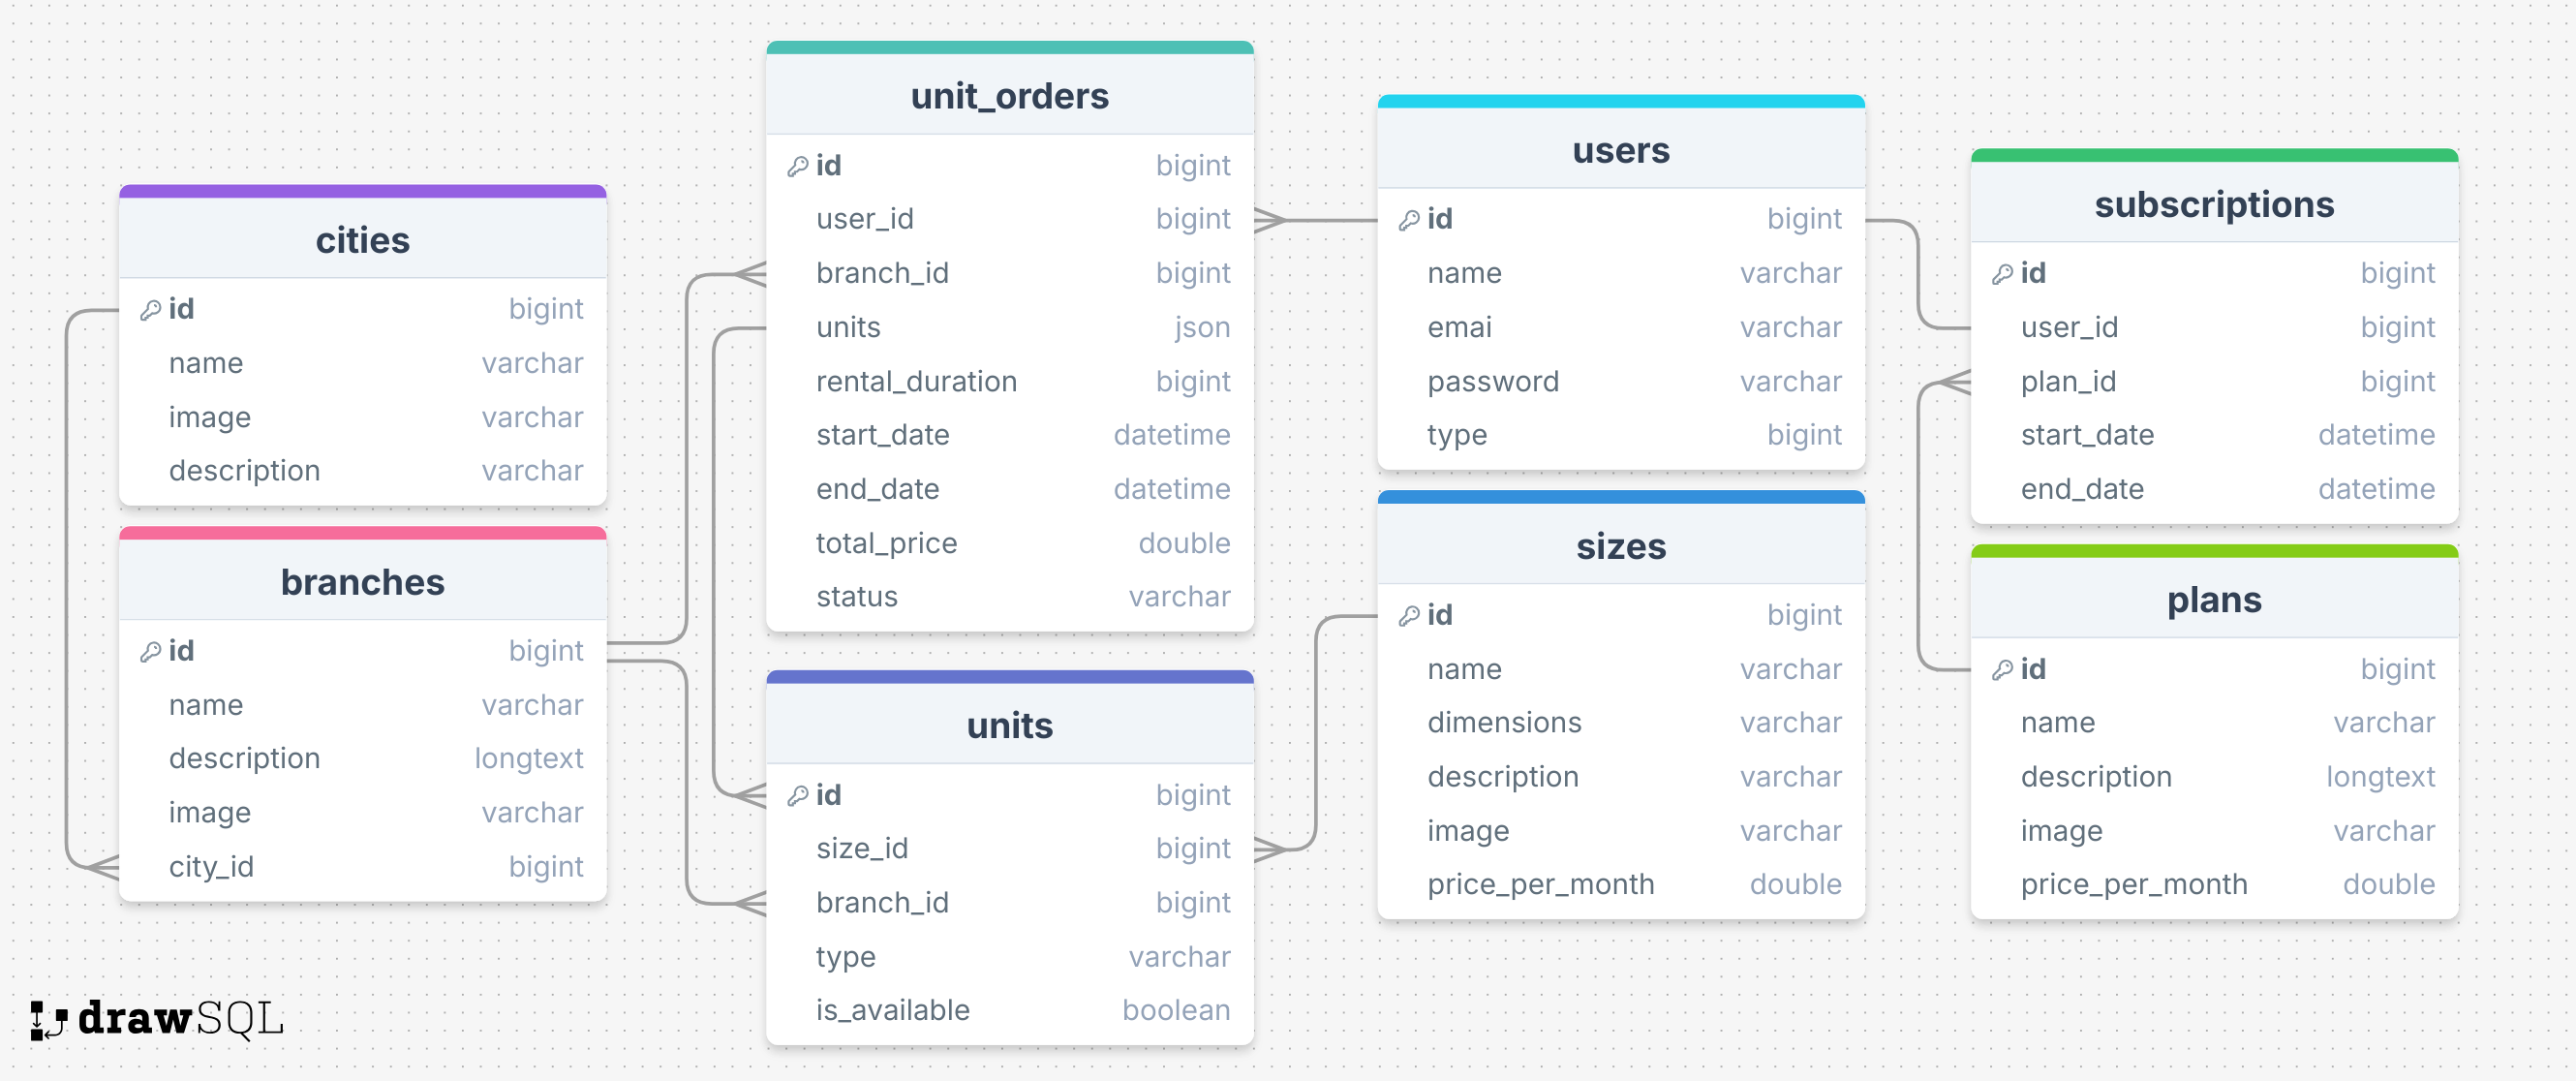 cities
id bigint
name varchar
image varchar
description varchar
branches
id bigint
name varchar
description longtext
image varchar
city_id bigint
unit_orders
id bigint
user_id bigint
branch_id bigint
units json
rental_duration bigint
start_date datetime
end_date datetime
total_price double
status varchar
units
id bigint
size_id bigint
branch_id bigint
type varchar
is_available boolean
users
id bigint
name varchar
emai varchar
password varchar
type bigint
sizes
id bigint
name varchar
dimensions varchar
description varchar
image varchar
price_per_month double
subscriptions
id bigint
user_id bigint
plan_id bigint
start_date datetime
end_date datetime
plans
id bigint
name varchar
description longtext
image varchar
price_per_month double
drawSQL